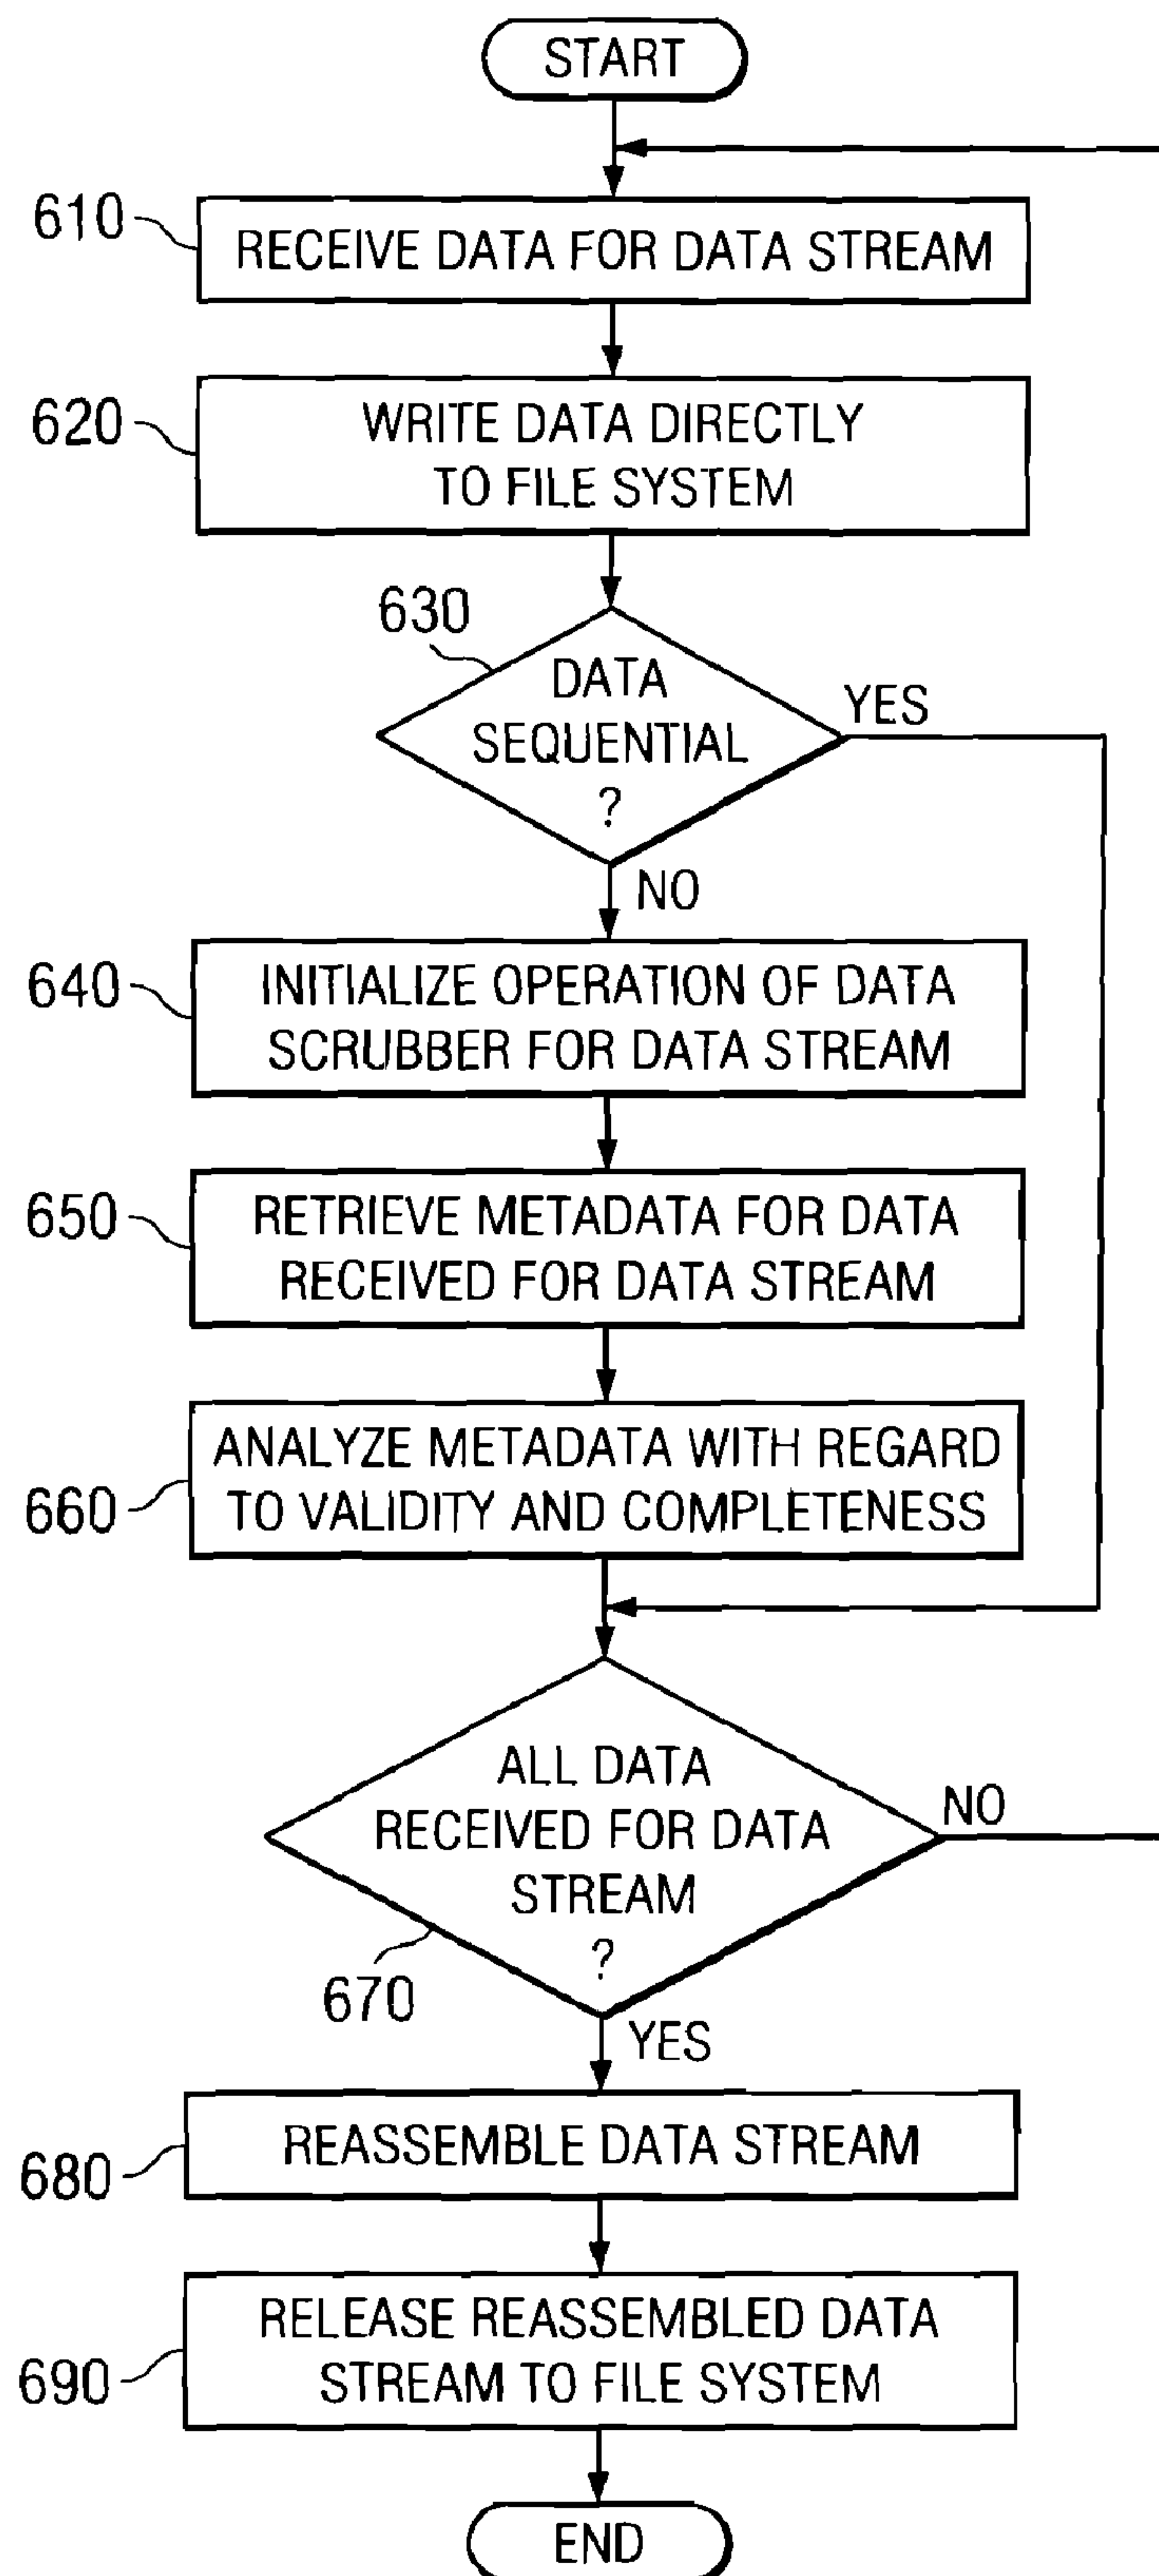 START
610
RECEIVE DATA FOR DATA STREAM
620
WRITE DATA DIRECTLY
TO FILE SYSTEM
630
DATA
SEQUENTIAL
?
YES
NO
640
INITIALIZE OPERATION OF DATA
SCRUBBER FOR DATA STREAM
650
RETRIEVE METADATA FOR DATA
RECEIVED FOR DATA STREAM
660
ANALYZE METADATA WITH REGARD
TO VALIDITY AND COMPLETENESS
ALL DATA
RECEIVED FOR DATA
STREAM
?
NO
670
YES
680
REASSEMBLE DATA STREAM
690
RELEASE REASSEMBLED DATA
STREAM TO FILE SYSTEM
END